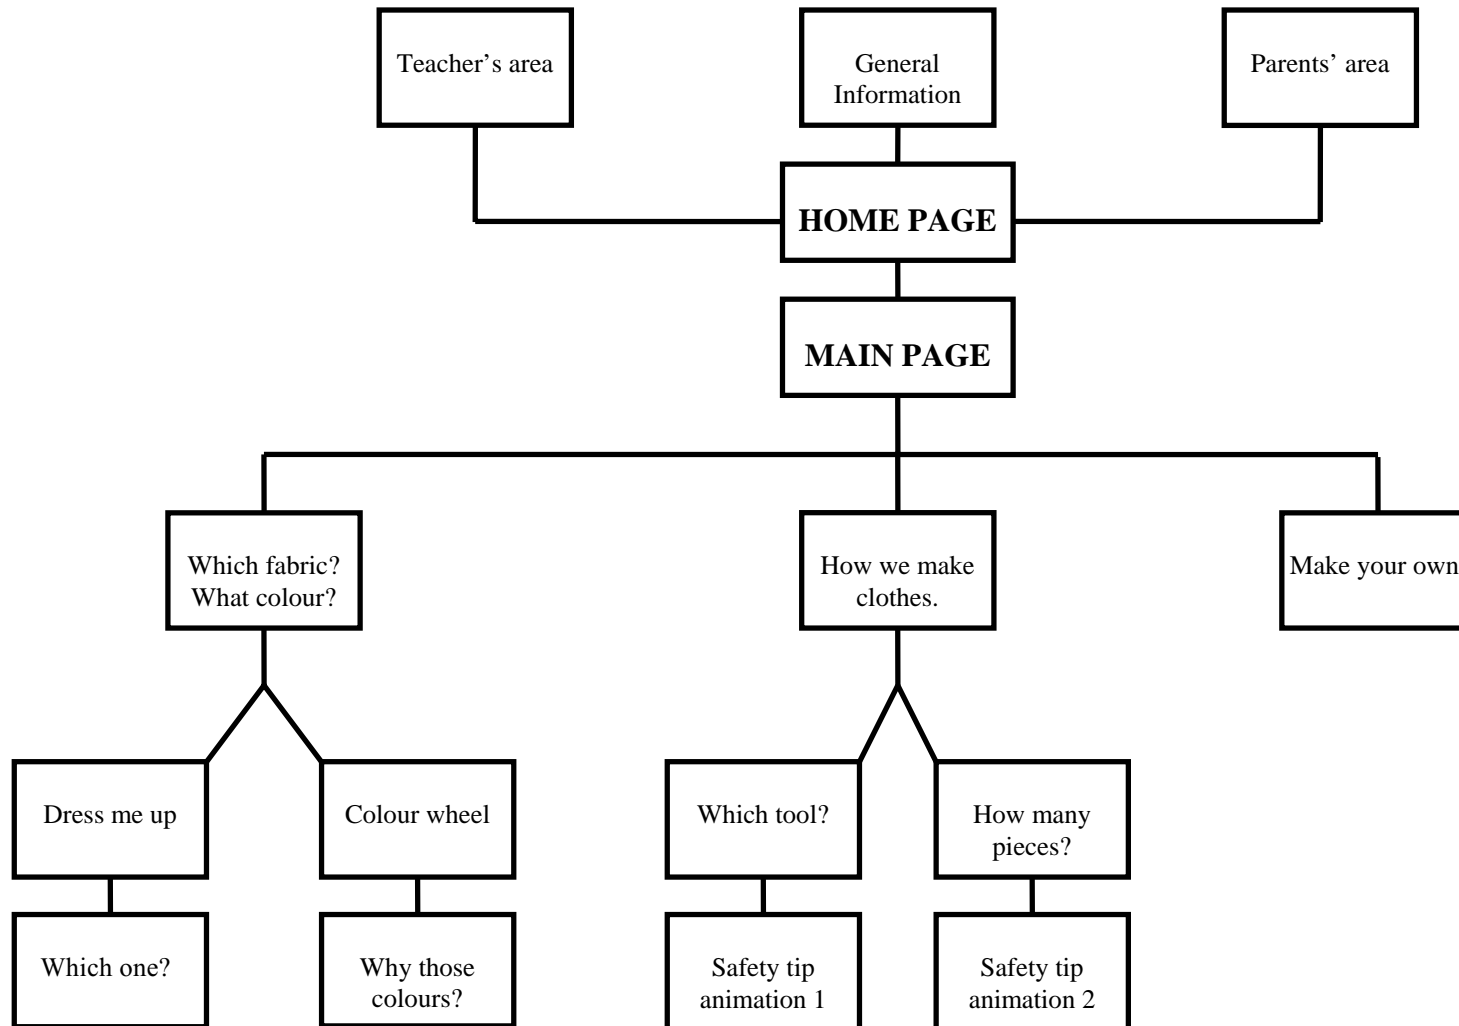 Teacher’s area
General
Information
Parents’ area
HOME PAGE
MAIN PAGE
Which fabric?
What colour?
How we make
clothes.
Make your own
Dress me up
Colour wheel
Which tool?
How many
pieces?
Which one?
Why those
colours?
Safety tip
animation 1
Safety tip
animation 2